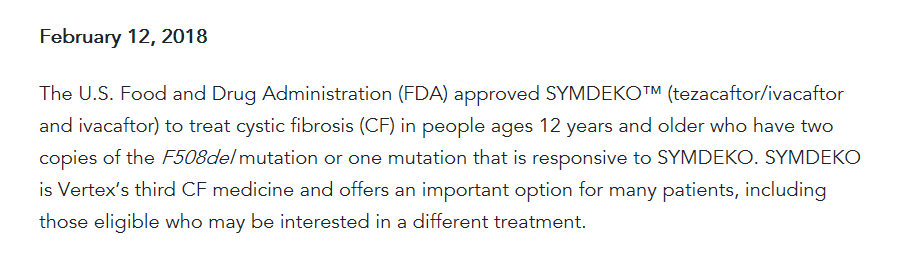 February 12, 2018
The U.S. Food and Drug Administration (FDA) approved SYMDEKO™ (tezacaftor/ivacaftor
and ivacaftor) to treat cystic fibrosis (CF) in people ages 12 years and older who have two
copies of the F508del mutation or one mutation that is responsive to SYMDEKO. SYMDEKO
is Vertex’s third CF medicine and offers an important option for many patients, including
those eligible who may be interested in a different treatment.